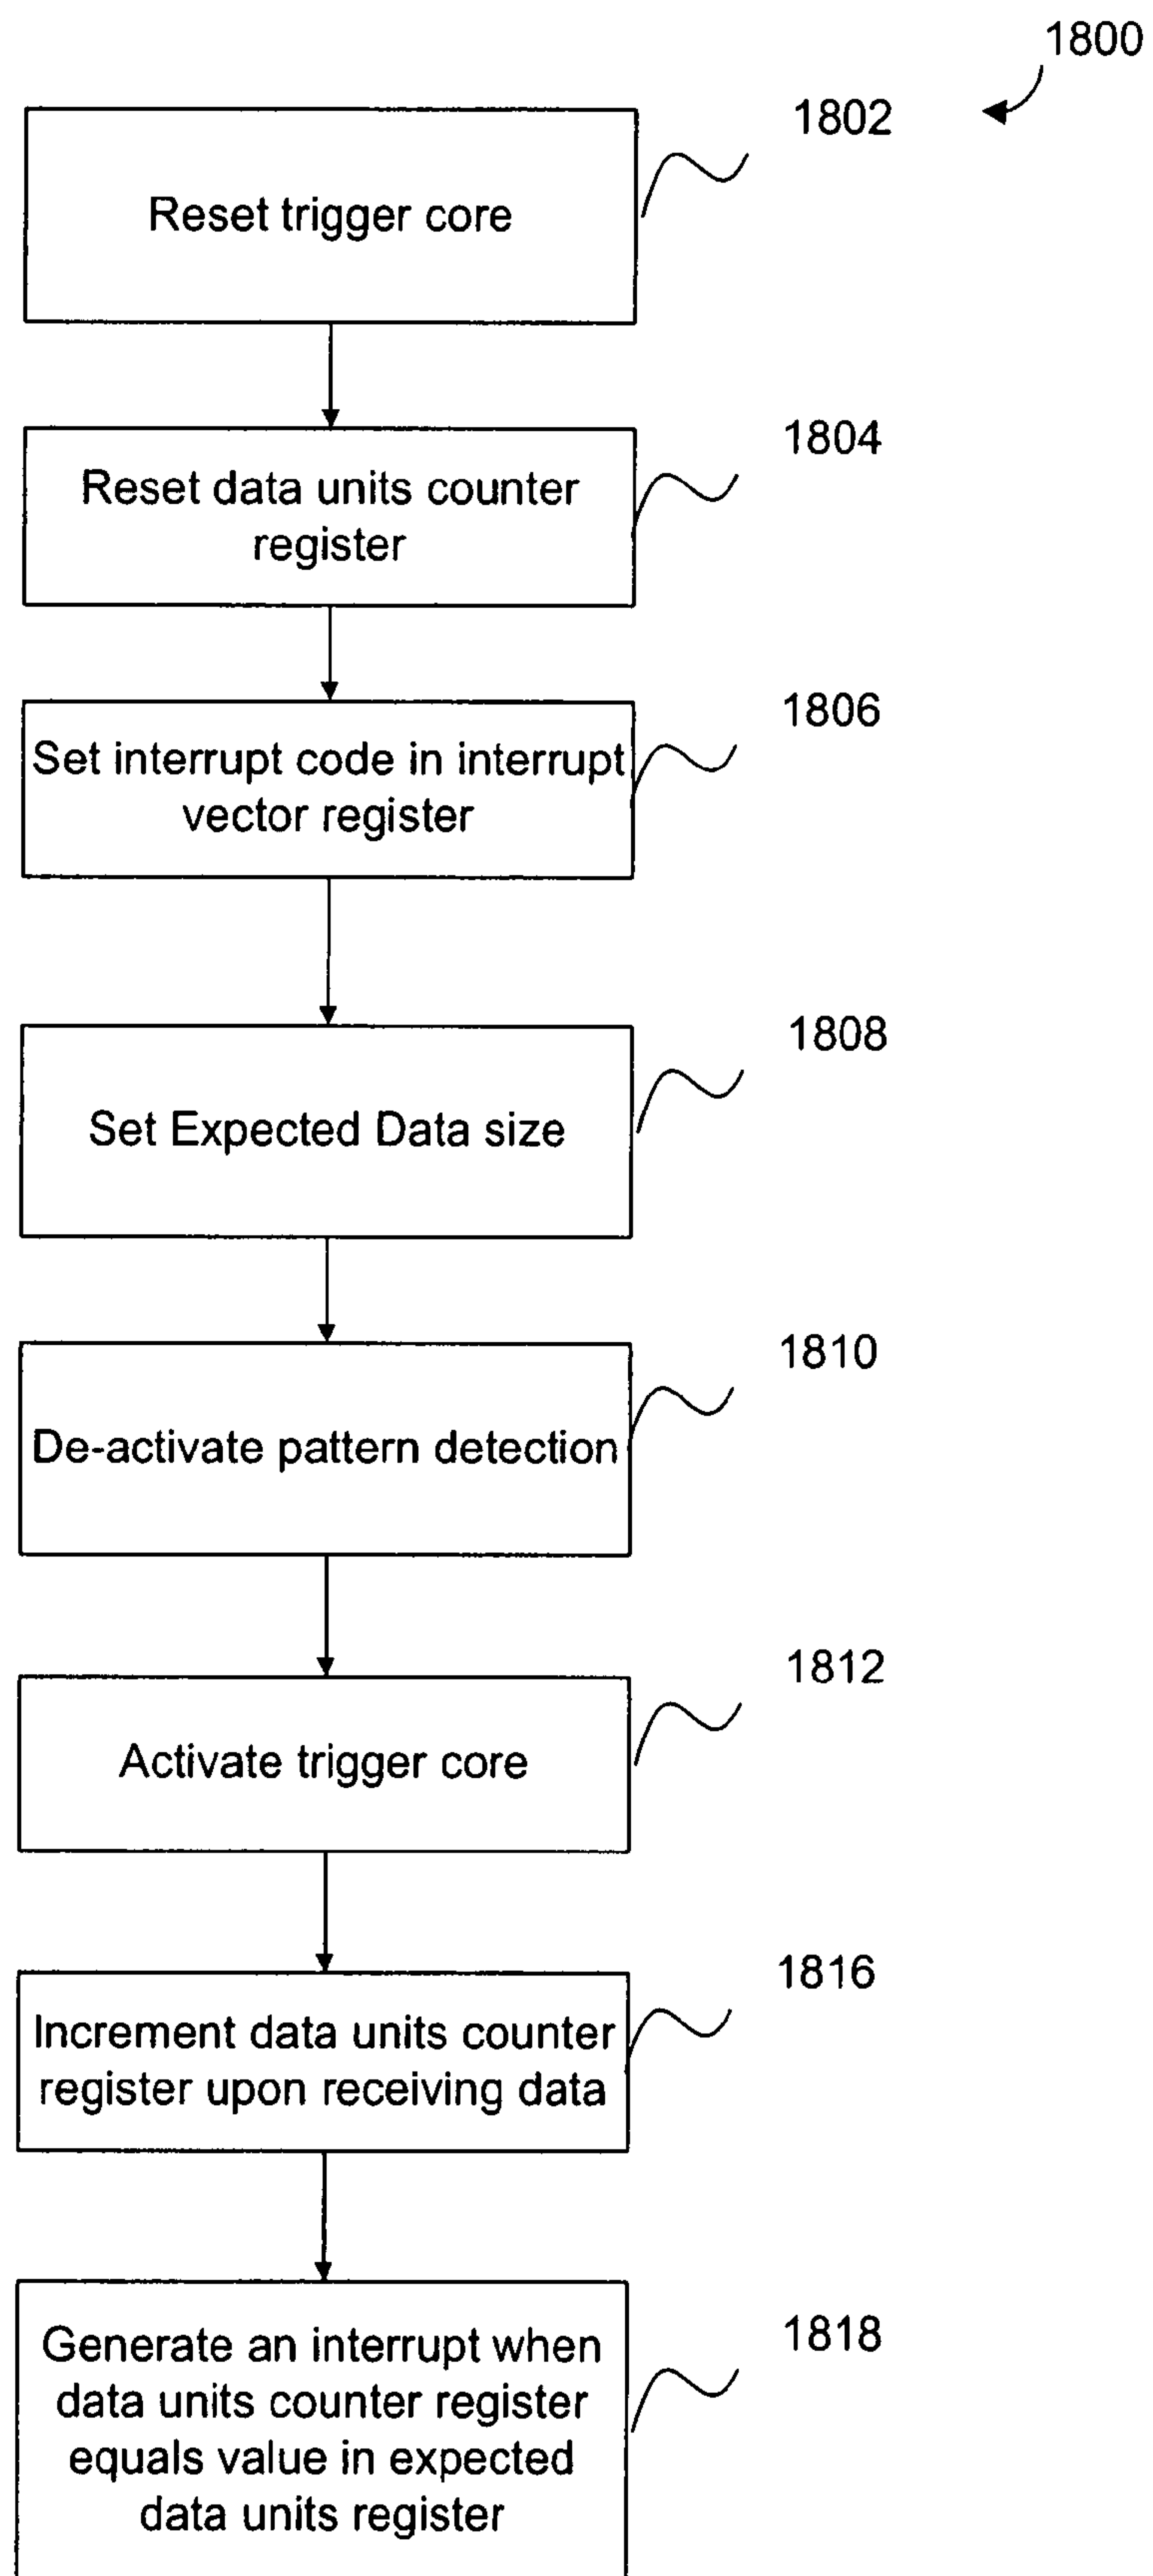 1800
1802
Reset trigger core
1804
Reset data units counter
register
1806
Set interrupt code in interrupt
vector register
1808
Set Expected Data size
1810
De-activate pattern detection
1812
Activate trigger core
1816
Increment data units counter
register upon receiving data
1818
Generate an interrupt when
data units counter register
equals value in expected
data units register